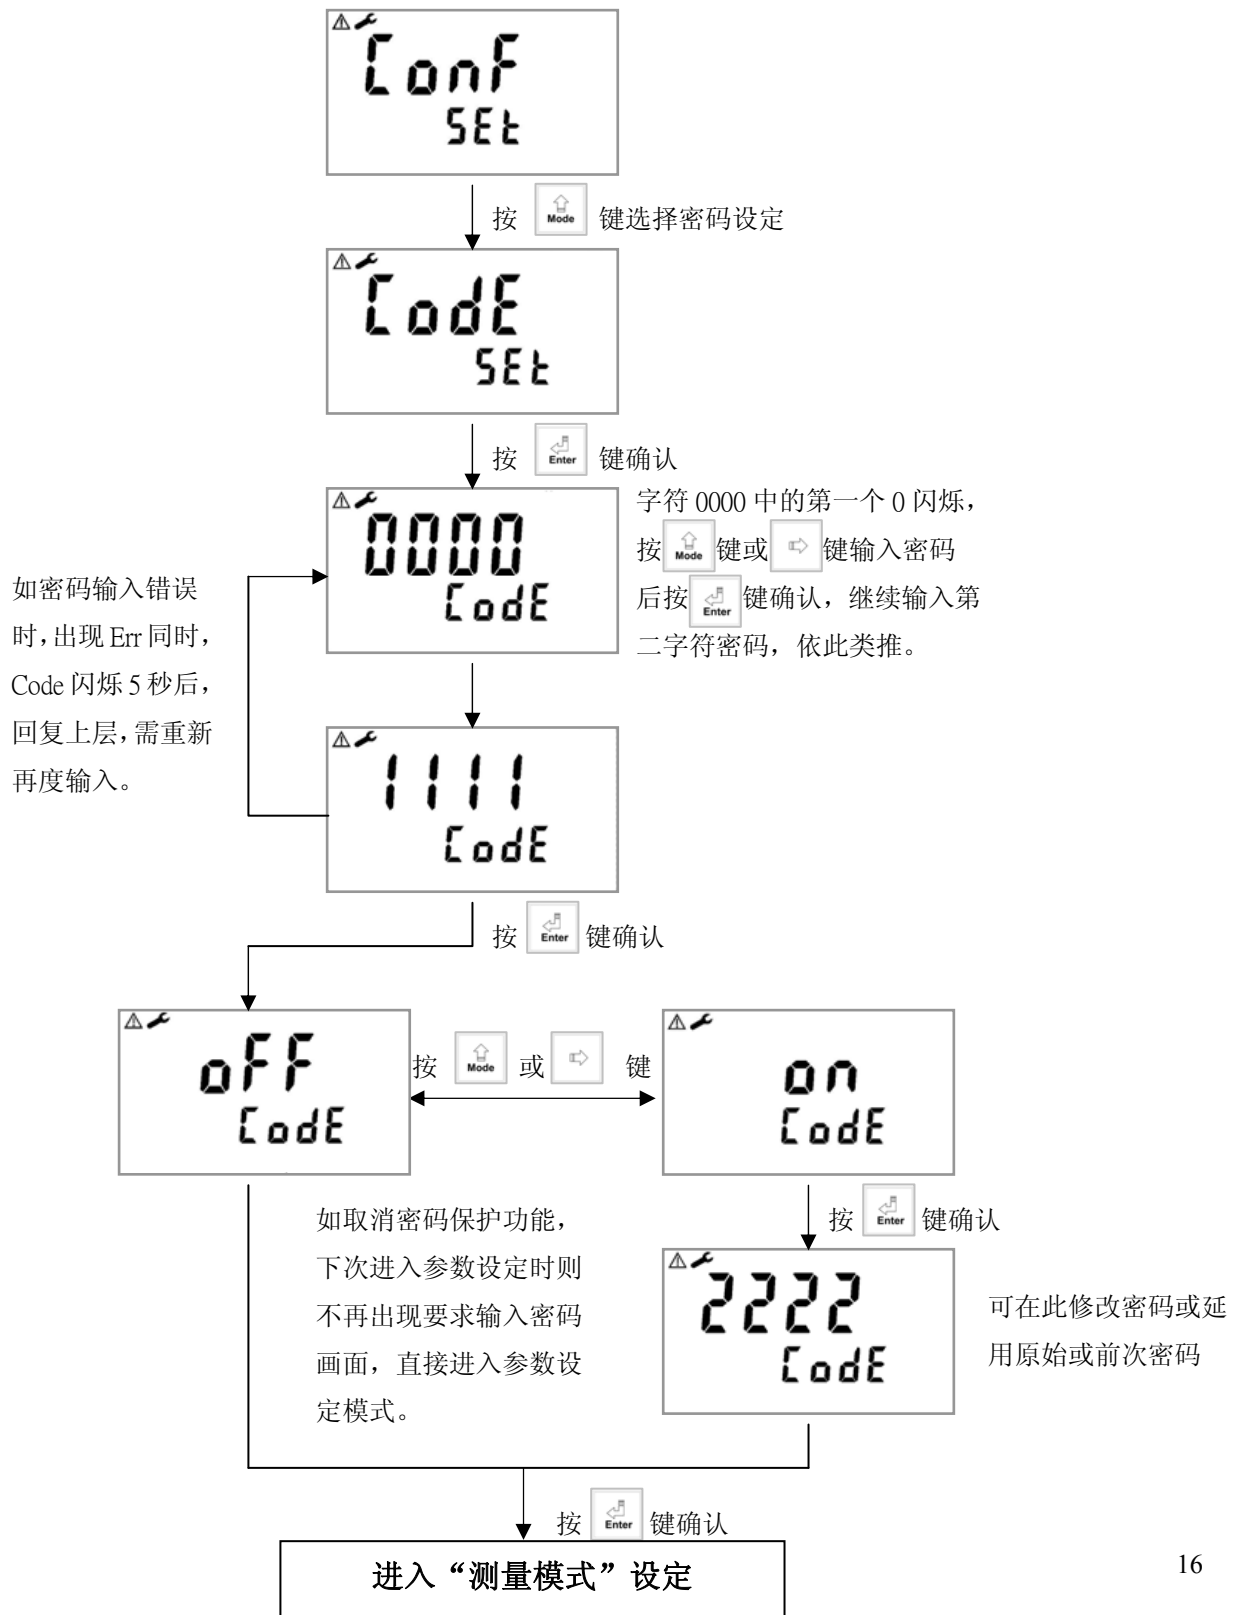 ConF
SEt
按 Mode 键选择密码设定
CodE
SEt
按 Enter 键确认
0000
CodE
字符 0000 中的第一个 0 闪烁，
按 Mode 键或 键输入密码
后按 Enter 键确认，继续输入第
二字符密码，依此类推。
如密码输入错误
时，出现 Err 同时，
Code 闪烁 5 秒后，
回复上层，需重新
再度输入。
1111
CodE
按 Enter 键确认
oFF
CodE
按 Mode 或 键
on
CodE
如取消密码保护功能，
下次进入参数设定时则
不再出现要求输入密码
画面，直接进入参数设
定模式。
按 Enter 键确认
2222
CodE
可在此修改密码或延
用原始或前次密码
按 Enter 键确认
进入“测量模式”设定
16